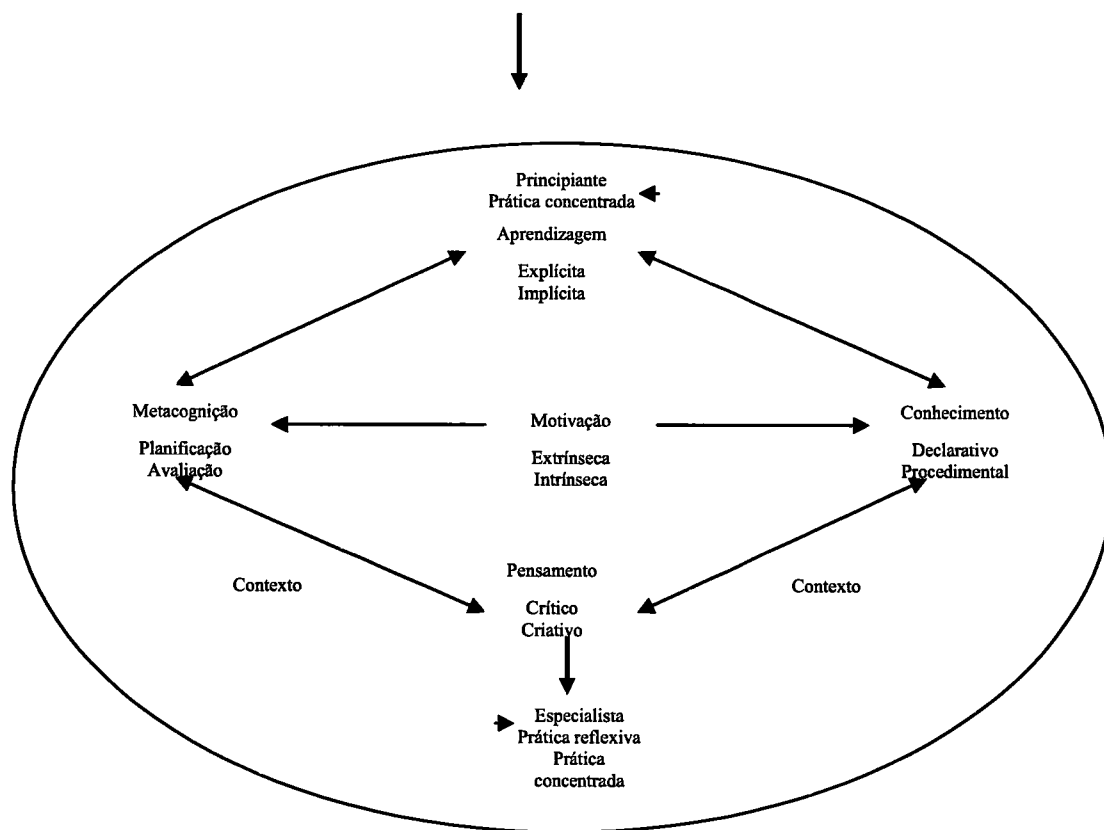 Principiante
Prática concentrada
Aprendizagem
Explícita
Implícita
Metacognição
Planificação
Avaliação
Motivação
Extrínseca
Intrínseca
Conhecimento
Declarativo
Procedimental
Contexto
Pensamento
Crítico
Criativo
Contexto
Especialista
Prática reflexiva
Prática
concentrada